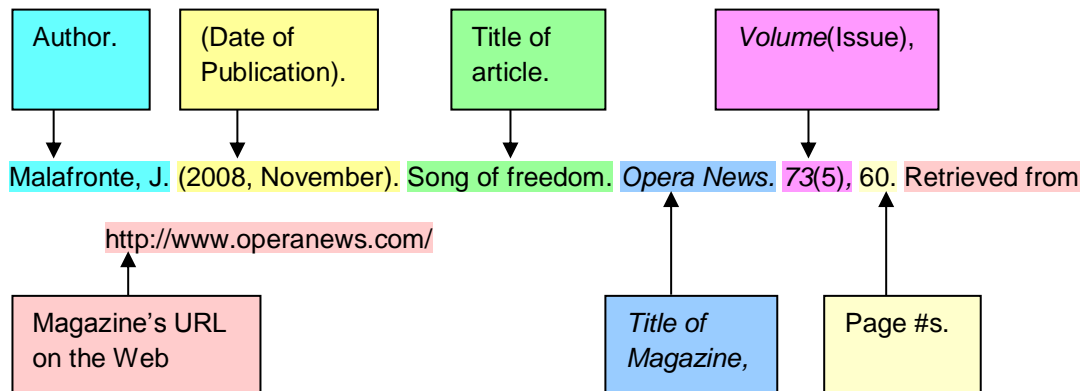 Author.
(Date of
Publication).
Title of
article.
Volume(Issue),
Malafronte, J. (2008, November). Song of freedom. Opera News. 73(5), 60. Retrieved from
http://www.operanews.com/
Magazine's URL
on the Web
Title of
Magazine,
Page #s.